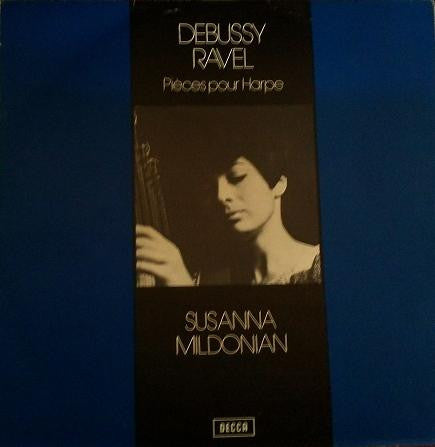 DEBUSSY
RAVEL
Pièces pour Harpe
SUSANNA
MILDONIAN
DECCA